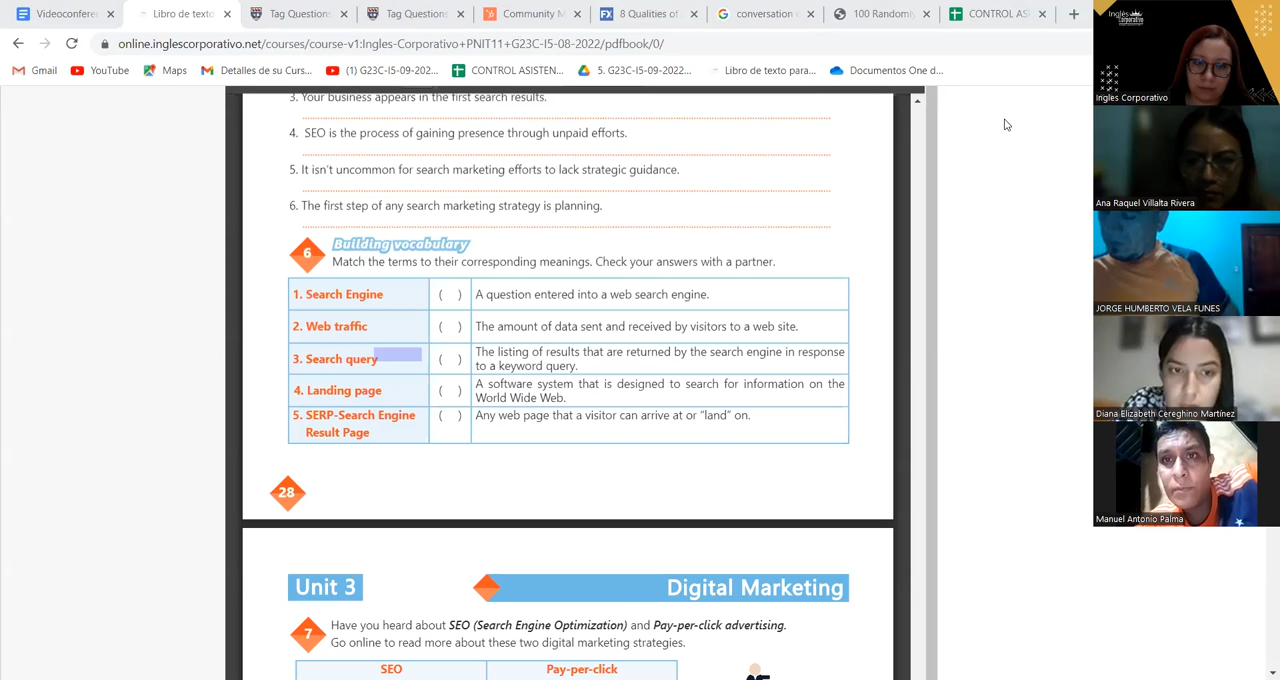 Videoconferen
Libro de texto
Tag Questions
Tag Questions
Community M
8 Qualities of
conversation
100 Randomly
CONTROL ASI
online.inglescorporativo.net/courses/course-v1:Ingles-Corporativo+PNIT11+G23C-I5-08-2022/pdfbook/0/
Gmail
YouTube
Maps
Detalles de su Curs...
(1) G23C-I5-09-202...
CONTROL ASISTEN...
5. G23C-I5-09-2022...
Libro de texto para...
Documentos One d...
3. Your business appears in the first search results.
4. SEO is the process of gaining presence through unpaid efforts.
5. It isn't uncommon for search marketing efforts to lack strategic guidance.
6. The first step of any search marketing strategy is planning.
6
Building vocabulary
Match the terms to their corresponding meanings. Check your answers with a partner.
1. Search Engine ( ) A question entered into a web search engine.
2. Web traffic ( ) The amount of data sent and received by visitors to a web site.
3. Search query ( ) The listing of results that are returned by the search engine in response
to a keyword query.
4. Landing page ( ) A software system that is designed to search for information on the
World Wide Web.
5. SERP-Search Engine ( ) Any web page that a visitor can arrive at or "land" on.
Result Page
28
Unit 3
Digital Marketing
7
Have you heard about SEO (Search Engine Optimization) and Pay-per-click advertising.
Go online to read more about these two digital marketing strategies.
SEO
Pay-per-click
Inglés
Corporativo
Ingles Corporativo
Ana Raquel Villalta Rivera
JORGE HUMBERTO VELA FUNES
Diana Elizabeth Cereghino Martínez
Manuel Antonio Palma